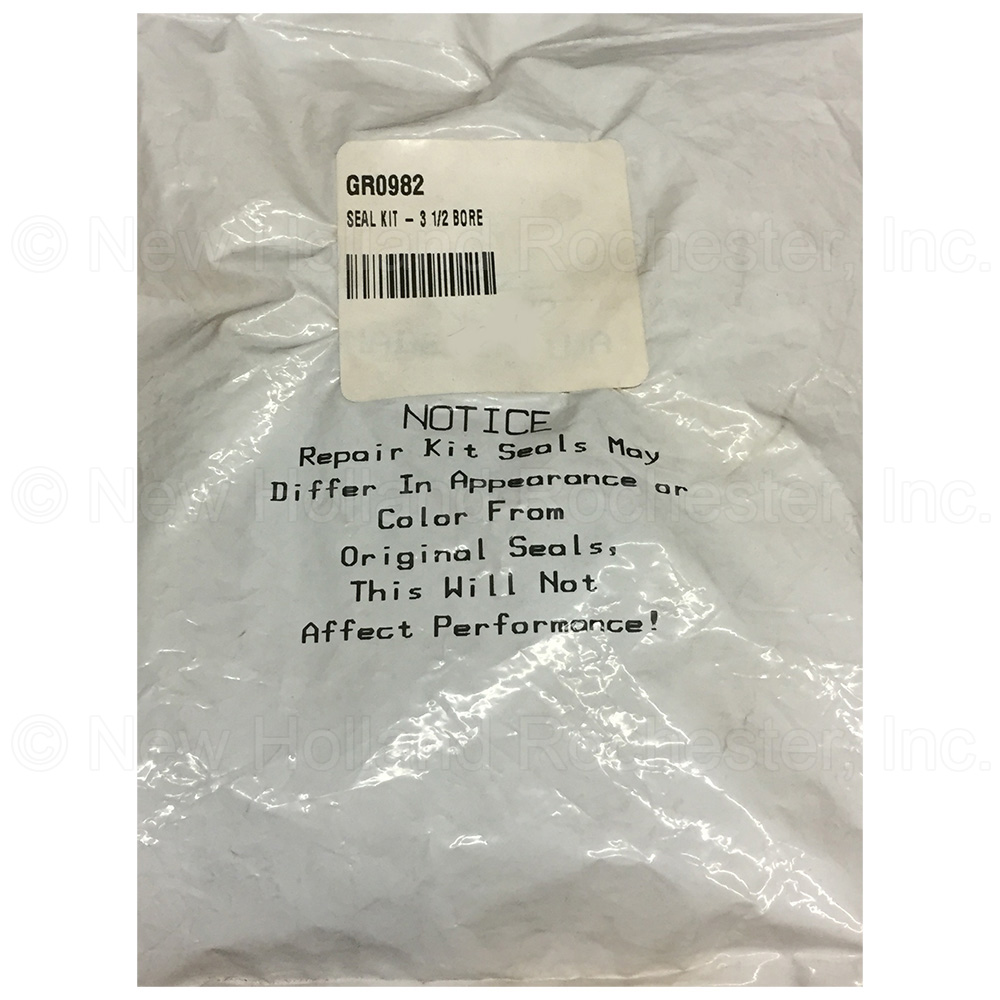 GR0982
SEAL KIT - 3 1/2 BORE
© New Holland Rochester, Inc.
NOTICE
Repair Kit Seals May
Differ In Appearance or
© New Holland Rochester, Inc.
Color From
Original Seals,
This Will Not
Affect Performance!
© New Holland Rochester, Inc.